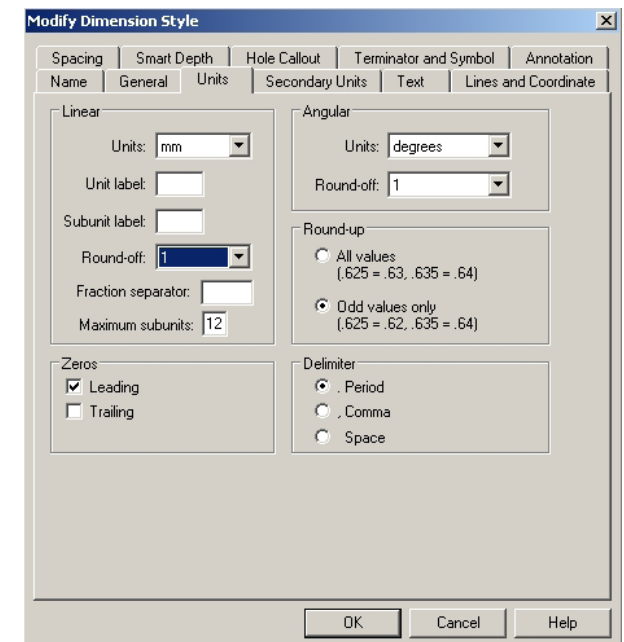 Modify Dimension Style
Spacing Smart Depth Hole Callout Terminator and Symbol Annotation
Name General Units Secondary Units Text Lines and Coordinate
Linear
Units: mm
Unit label:
Subunit label:
Round-off: 1
Fraction separator:
Maximum subunits: 12
Angular
Units: degrees
Round-off: 1
Round-up
All values
(.625 = .63, .635 = .64)
Odd values only
(.625 = .62, .635 = .64)
Zeros
Leading
Trailing
Delimiter
. Period
, Comma
Space
OK Cancel Help